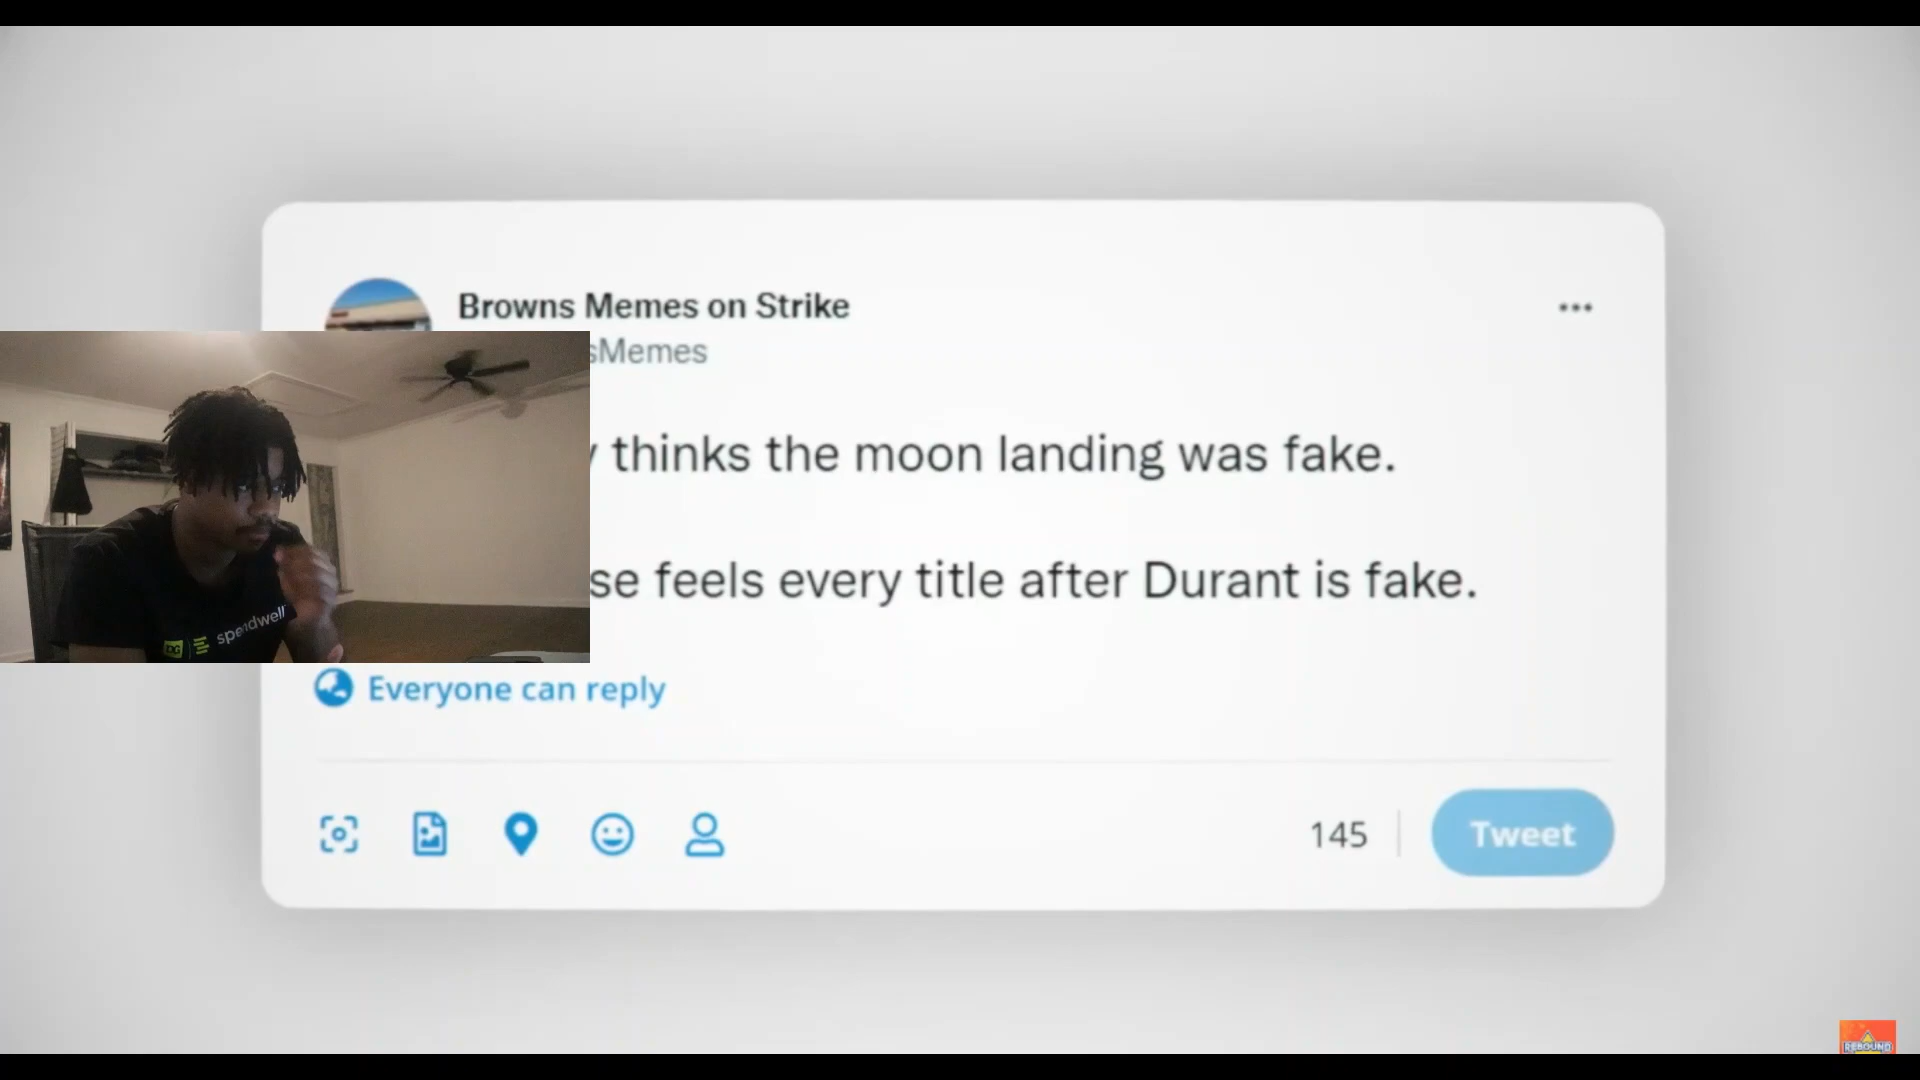 Browns Memes on Strike
sMemes
thinks the moon landing was fake.
se feels every title after Durant is fake.
spendwell
Everyone can reply
145
Tweet
REBOUND